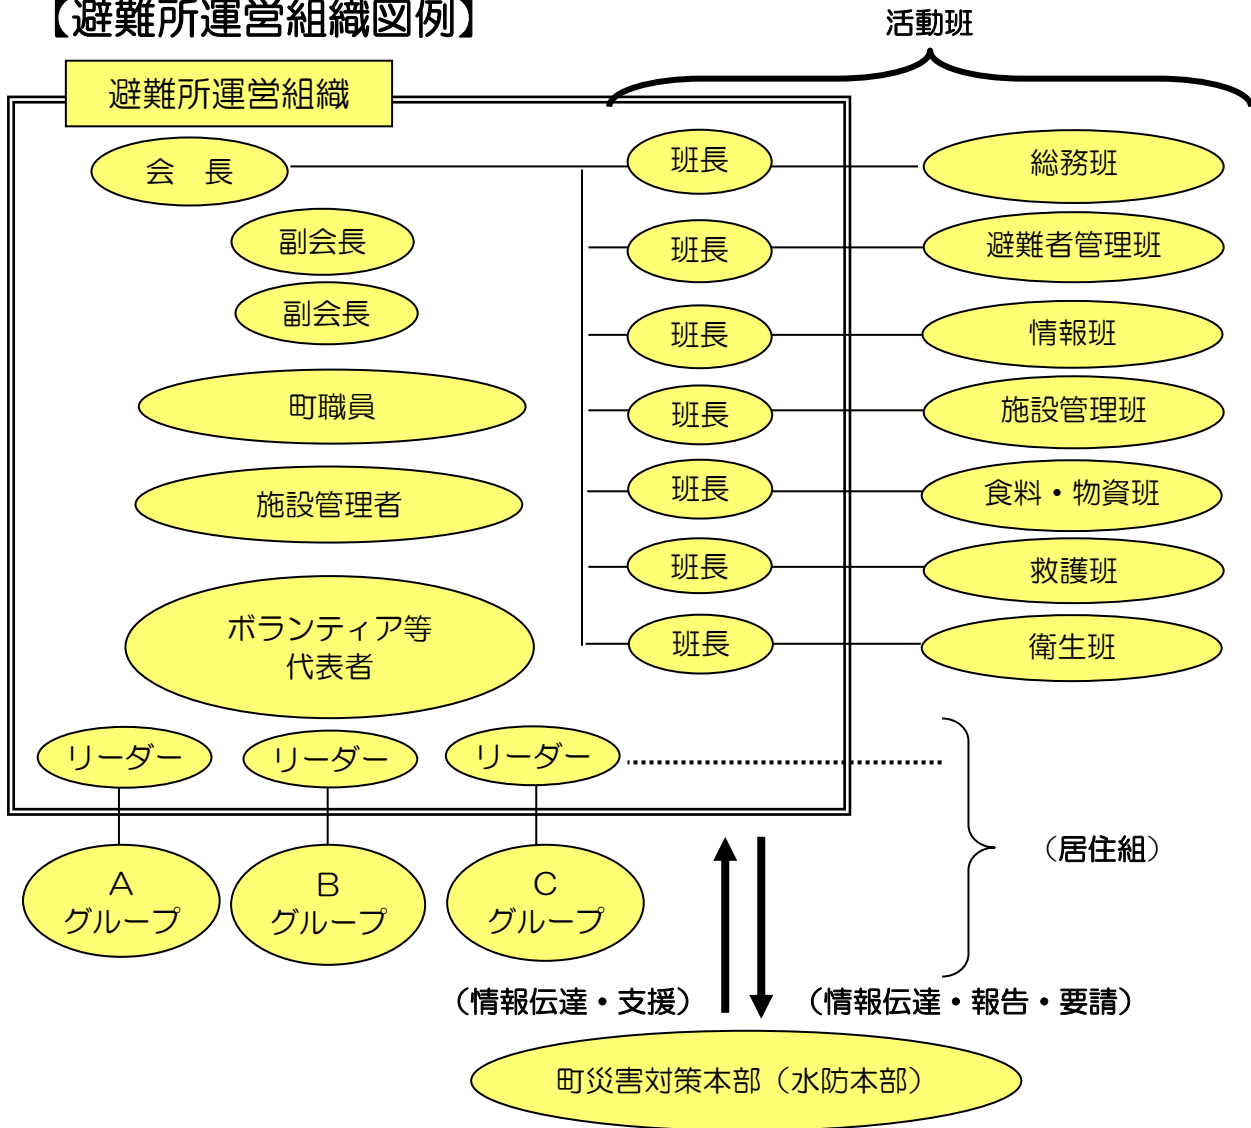 【避難所運営組織図例】
活動班
避難所運営組織
会　長
班長
総務班
副会長
班長
避難者管理班
副会長
班長
情報班
町職員
班長
施設管理班
施設管理者
班長
食料・物資班
班長
救護班
ボランティア等
代表者
班長
衛生班
リーダー
リーダー
リーダー
（居住組）
A
グループ
B
グループ
C
グループ
（情報伝達・支援）
（情報伝達・報告・要請）
町災害対策本部（水防本部）